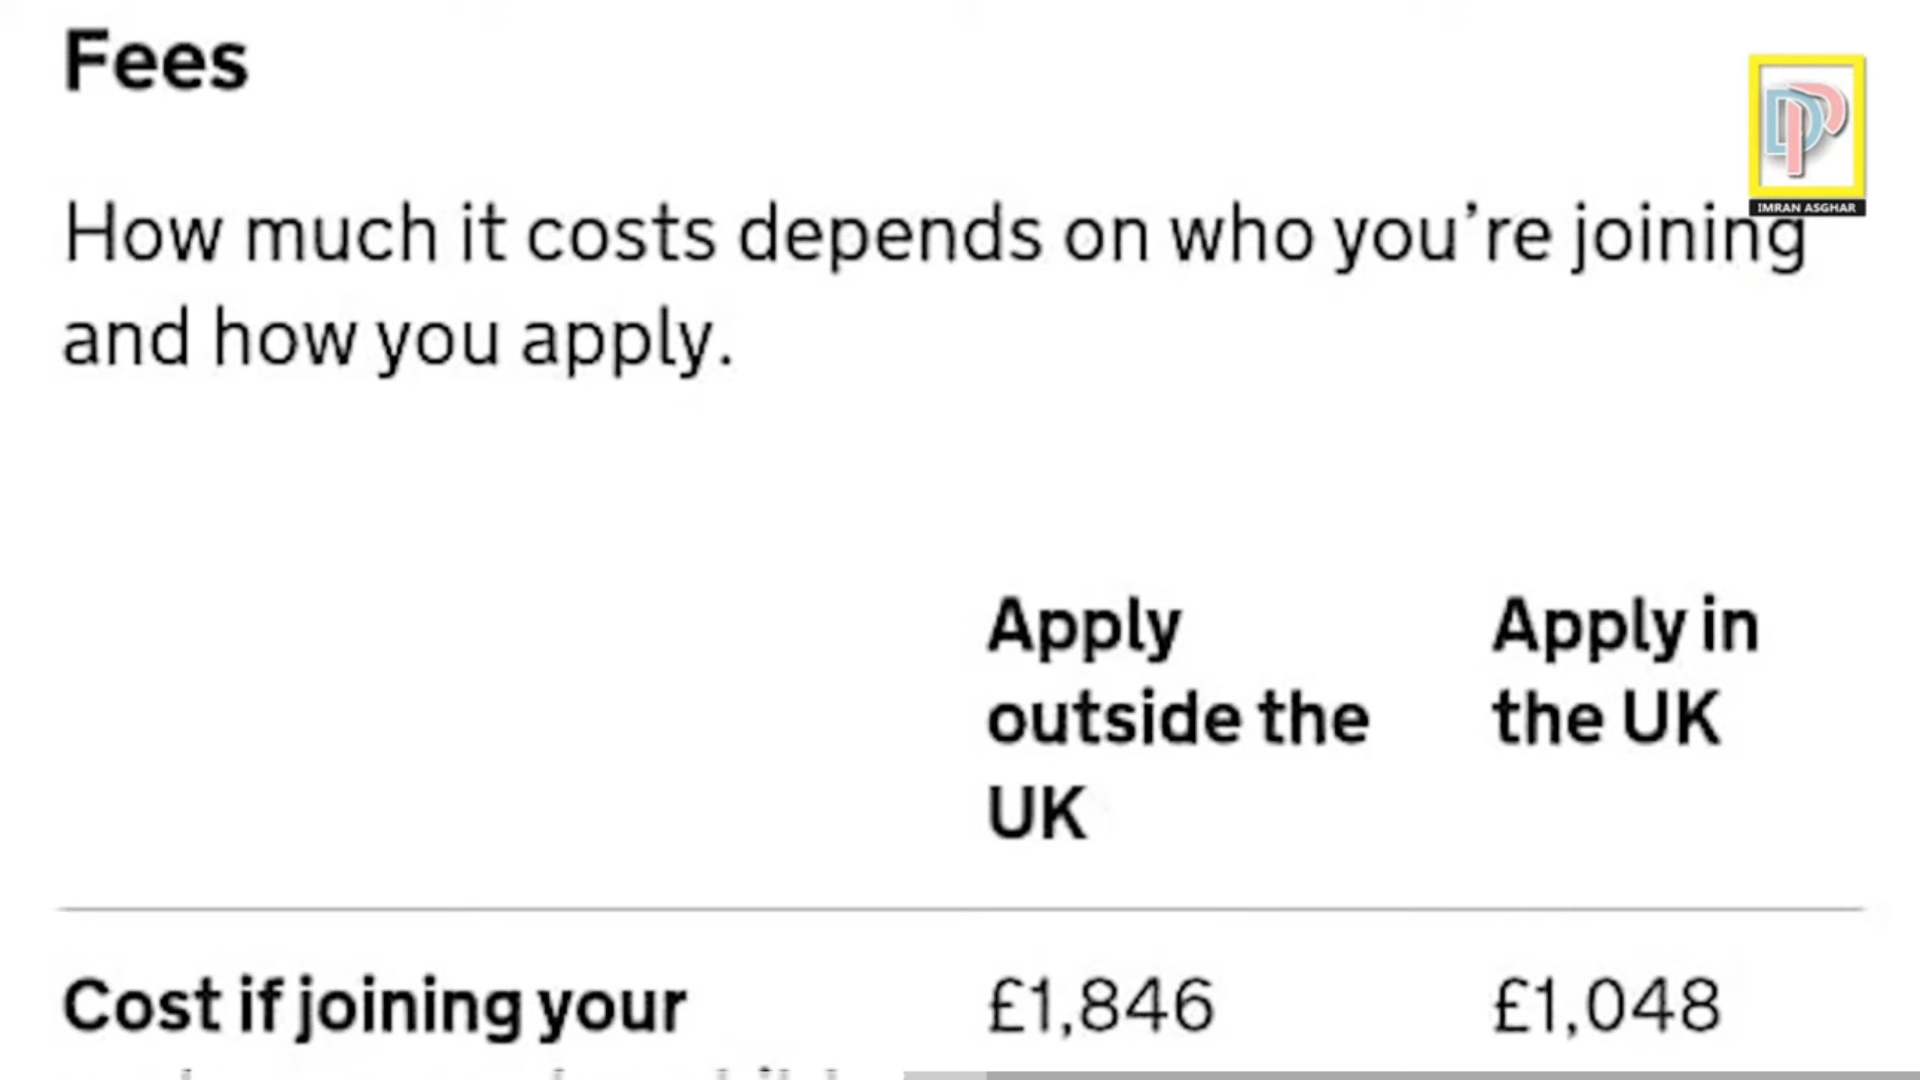 Fees
IMRAN ASGHAR
How much it costs depends on who you’re joining
and how you apply.
Apply
outside the
UK
Apply in
the UK
Cost if joining your
£1,846
£1,048